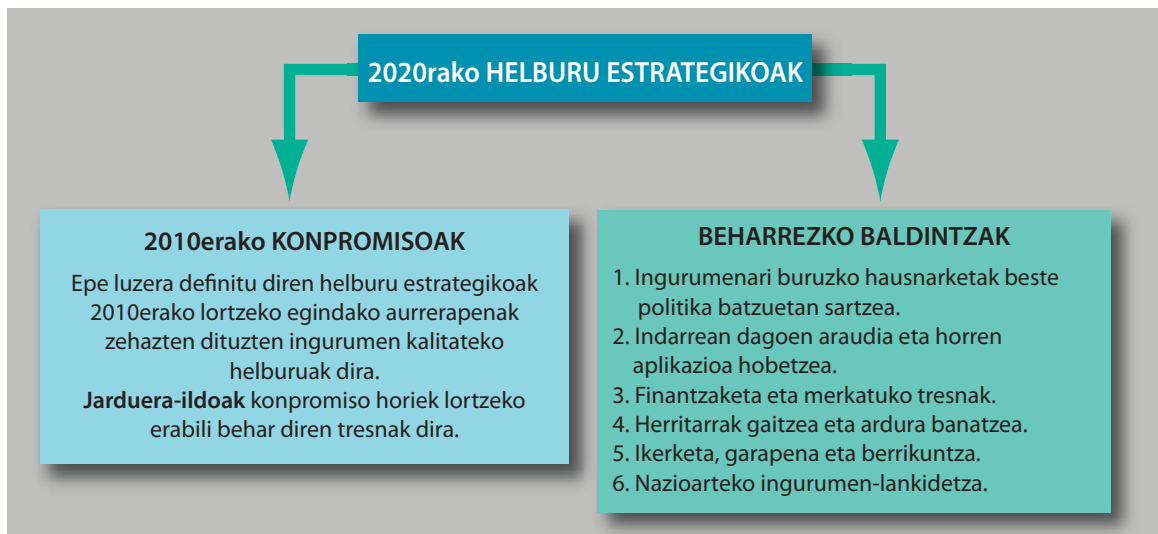 2020rako HELBURU ESTRATEGIKOAK
2010erako KONPROMISOAK
Epe luzera definitu diren helburu estrategikoak
2010erako lortzeko egindako aurrerapenak
zehazten dituzten ingurumen kalitateko
helburuak dira.
Jarduera-ildoak konpromiso horiek lortzeko
erabili behar diren tresnak dira.
BEHARREZKO BALDINTZAK
1. Ingurumenari buruzko hausnarketak beste
politika batzuetan sartzea.
2. Indarrean dagoen araudia eta horren
aplikazioa hobetzea.
3. Finantzaketa eta merkatuko tresnak.
4. Herritarrak gaitzea eta ardura banatzea.
5. Ikerketa, garapena eta berrikuntza.
6. Nazioarteko ingurumen-lankidetza.